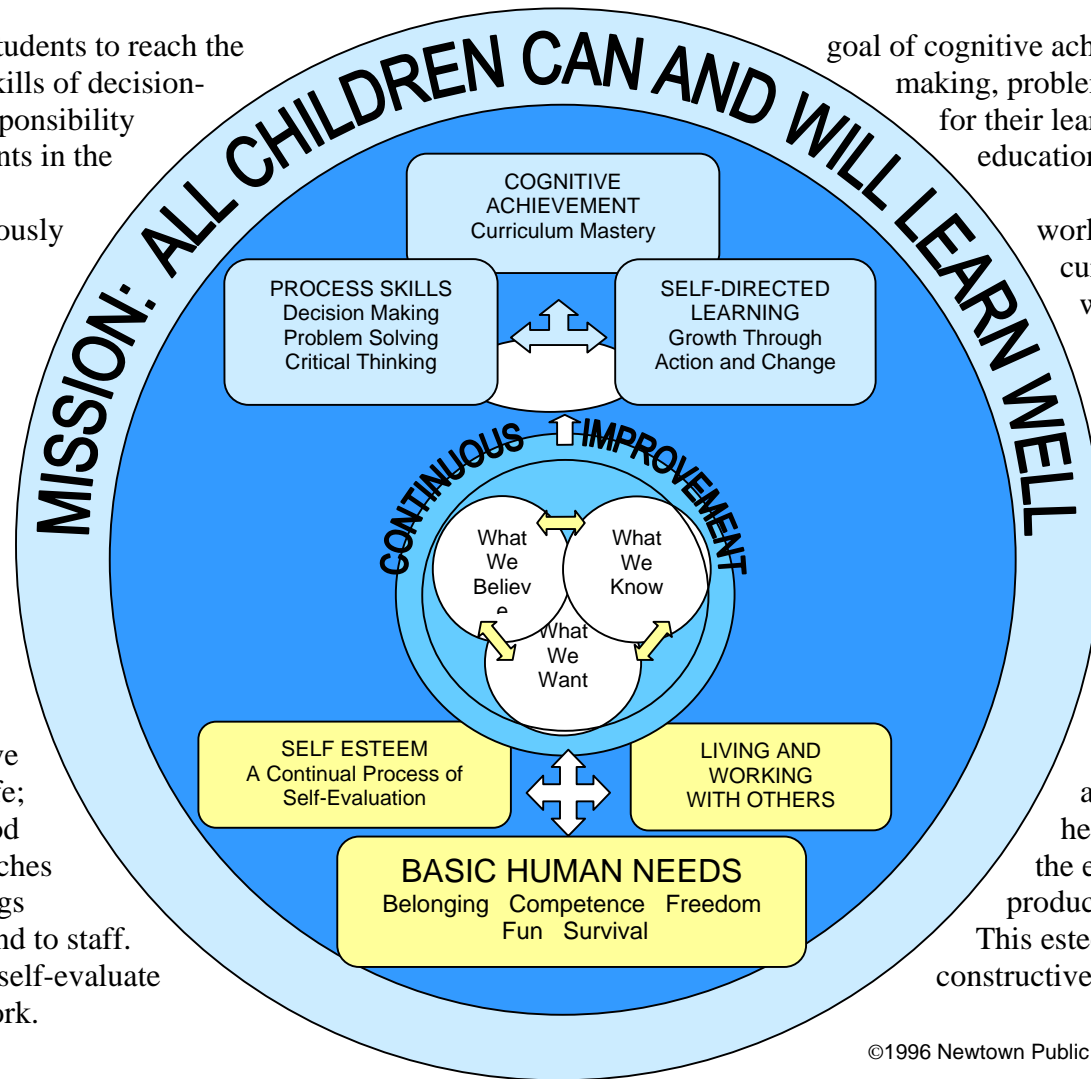 tudents to reach the
kills of decision-
ponsibility
nts in the
ously
goal of cognitive ach
making, problem
for their lear
education
work
cu
w
MISSION: ALL CHILDREN CAN AND WILL LEARN WELL
COGNITIVE
ACHIEVEMENT
Curriculum Mastery
PROCESS SKILLS
Decision Making
Problem Solving
Critical Thinking
SELF-DIRECTED
LEARNING
Growth Through
Action and Change
CONTINUOUS IMPROVEMENT
What
We
Believ
e
What
We
Know
What
We
Want
SELF ESTEEM
A Continual Process of
Self-Evaluation
LIVING AND
WORKING
WITH OTHERS
BASIC HUMAN NEEDS
Belonging Competence Freedom
Fun Survival
ve
fe;
od
ches
gs
nd to staff.
self-evaluate
ork.
a
he
the e
produc
This este
constructive
©1996 Newtown Public